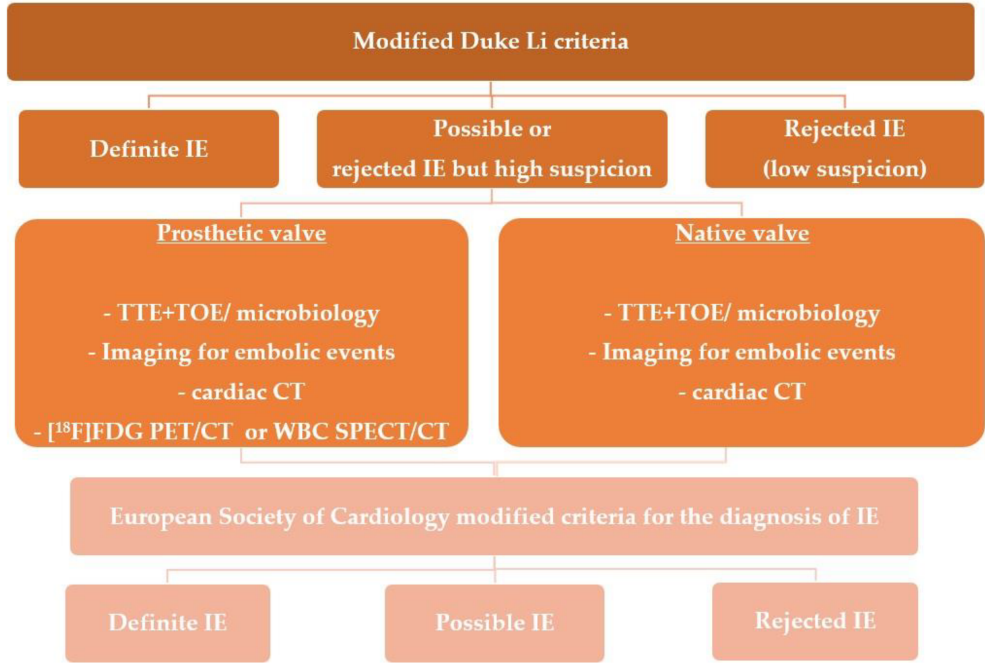 Modified Duke Li criteria
Definite IE
Possible or
rejected IE but high suspicion
Rejected IE
(low suspicion)
Prosthetic valve
- TTE+TOE/ microbiology
- Imaging for embolic events
- cardiac CT
- [¹⁸F]FDG PET/CT or WBC SPECT/CT
Native valve
- TTE+TOE/ microbiology
- Imaging for embolic events
- cardiac CT
European Society of Cardiology modified criteria for the diagnosis of IE
Definite IE
Possible IE
Rejected IE